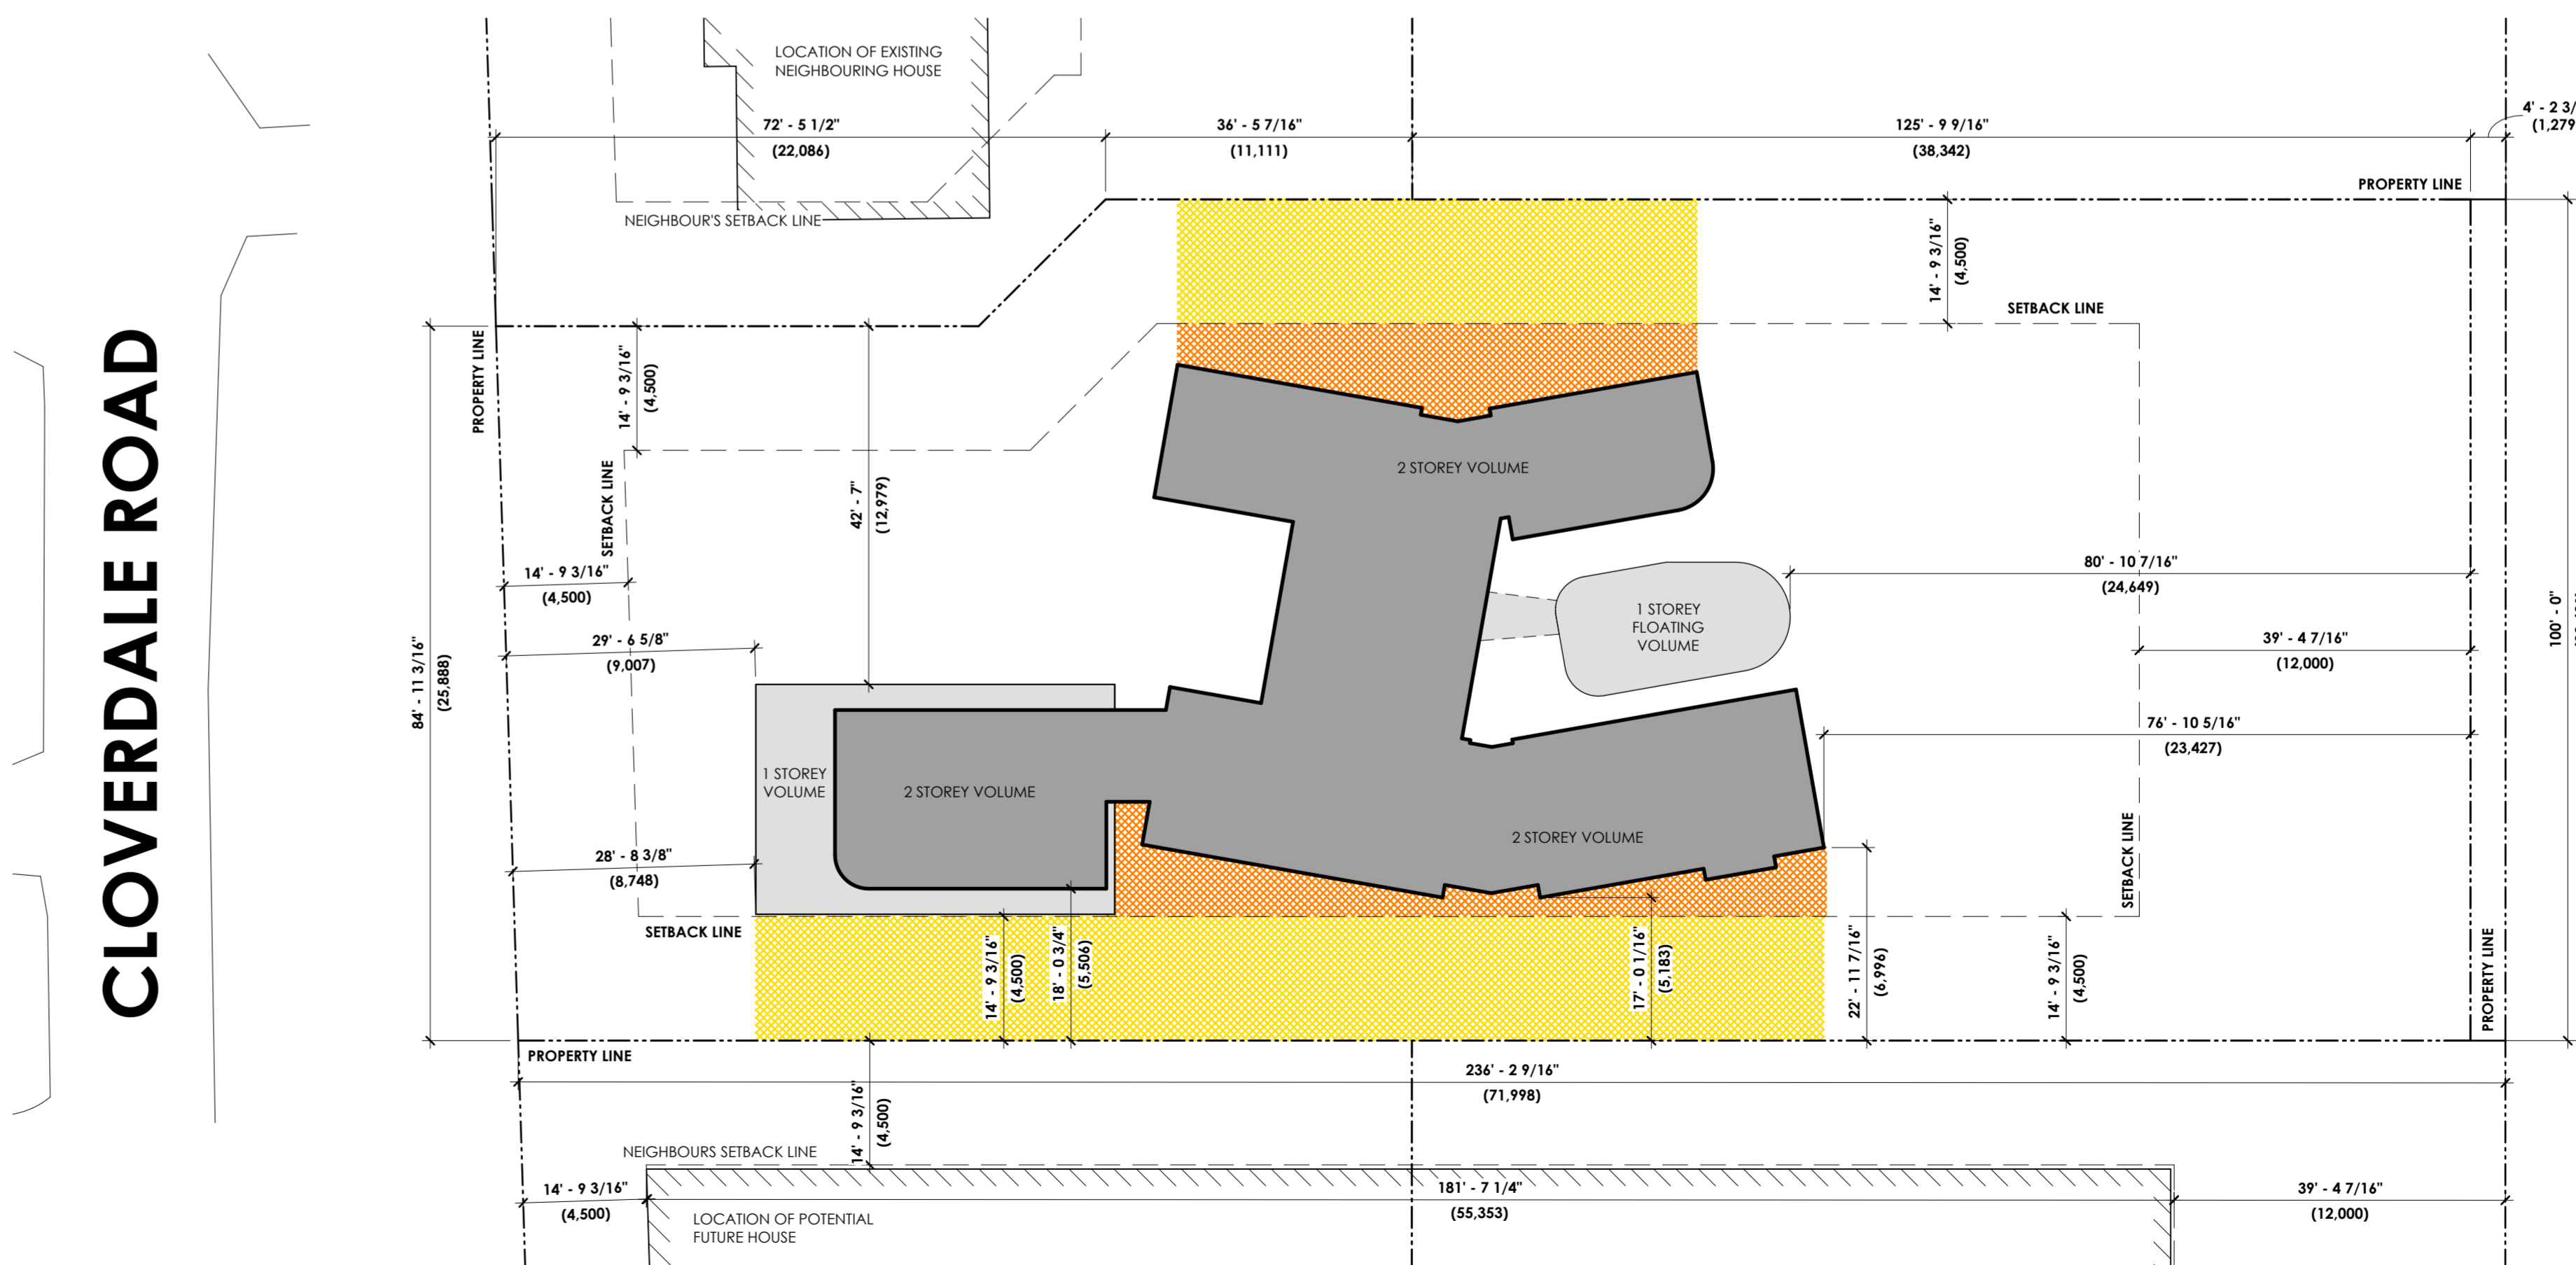 LOCATION OF EXISTING
NEIGHBOURING HOUSE
72' - 5 1/2"
(22,086)
36' - 5 7/16"
(11,111)
125' - 9 9/16"
(38,342)
4' - 2 3/
(1,279
PROPERTY LINE
NEIGHBOUR'S SETBACK LINE
14' - 9 3/16"
(4,500)
SETBACK LINE
CLOVERDALE ROAD
PROPERTY LINE
14' - 9 3/16"
(4,500)
SETBACK LINE
42' - 7"
(12,979)
2 STOREY VOLUME
14' - 9 3/16"
(4,500)
80' - 10 7/16"
(24,649)
1 STOREY
FLOATING
VOLUME
29' - 6 5/8"
(9,007)
39' - 4 7/16"
(12,000)
100' - 0"
84' - 11 3/16"
(25,888)
76' - 10 5/16"
(23,427)
1 STOREY
VOLUME
2 STOREY VOLUME
2 STOREY VOLUME
28' - 8 3/8"
(8,748)
SETBACK LINE
SETBACK LINE
14' - 9 3/16"
(4,500)
18' - 0 3/4"
(5,506)
17' - 0 1/16"
(5,183)
22' - 11 7/16"
(6,996)
14' - 9 3/16"
(4,500)
PROPERTY LINE
PROPERTY LINE
236' - 2 9/16"
(71,998)
14' - 9 3/16"
(4,500)
NEIGHBOURS SETBACK LINE
14' - 9 3/16"
(4,500)
181' - 7 1/4"
(55,353)
39' - 4 7/16"
(12,000)
LOCATION OF POTENTIAL
FUTURE HOUSE